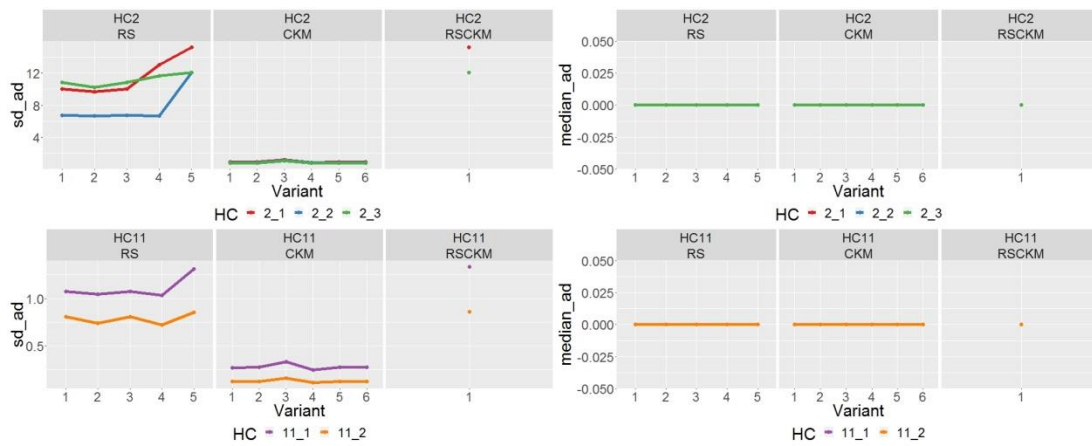 HC2 HC2 HC2
RS CKM RSCKM
sd_ad
12
8
4
1 2 3 4 5 1 2 3 4 5 6 1
Variant
HC 2_1 2_2 2_3
HC2 HC2 HC2
RS CKM RSCKM
median_ad
0.050
0.025
0.000
-0.025
-0.050
1 2 3 4 5 1 2 3 4 5 6 1
Variant
HC 2_1 2_2 2_3
HC11 HC11 HC11
RS CKM RSCKM
sd_ad
1.0
0.5
1 2 3 4 5 1 2 3 4 5 6 1
Variant
HC 11_1 11_2
HC11 HC11 HC11
RS CKM RSCKM
median_ad
0.050
0.025
0.000
-0.025
-0.050
1 2 3 4 5 1 2 3 4 5 6 1
Variant
HC 11_1 11_2